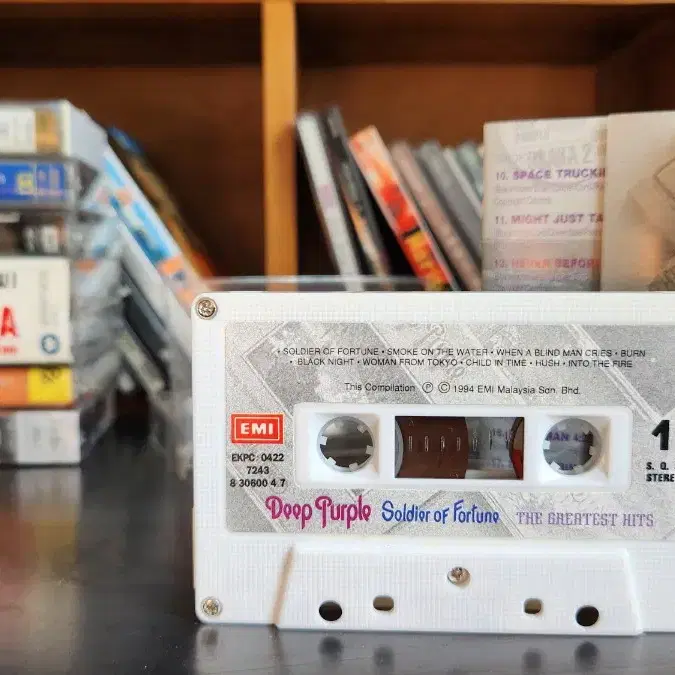 10. SPACE TRUCKI
11. MIGHT JUST TA
• SOLDIER OF FORTUNE • SMOKE ON THE WATER • WHEN A BLIND MAN CRIES • BURN
• BLACK NIGHT • WOMAN FROM TOKYO • CHILD IN TIME • HUSH • INTO THE FIRE
This Compilation Ⓟ © 1994 EMI Malaysia Sdn. Bhd.
EMI
1
EKPC 0422
7243
8 30600 4 7
S. O.
STERE
Deep Purple Soldier of Fortune THE GREATEST HITS